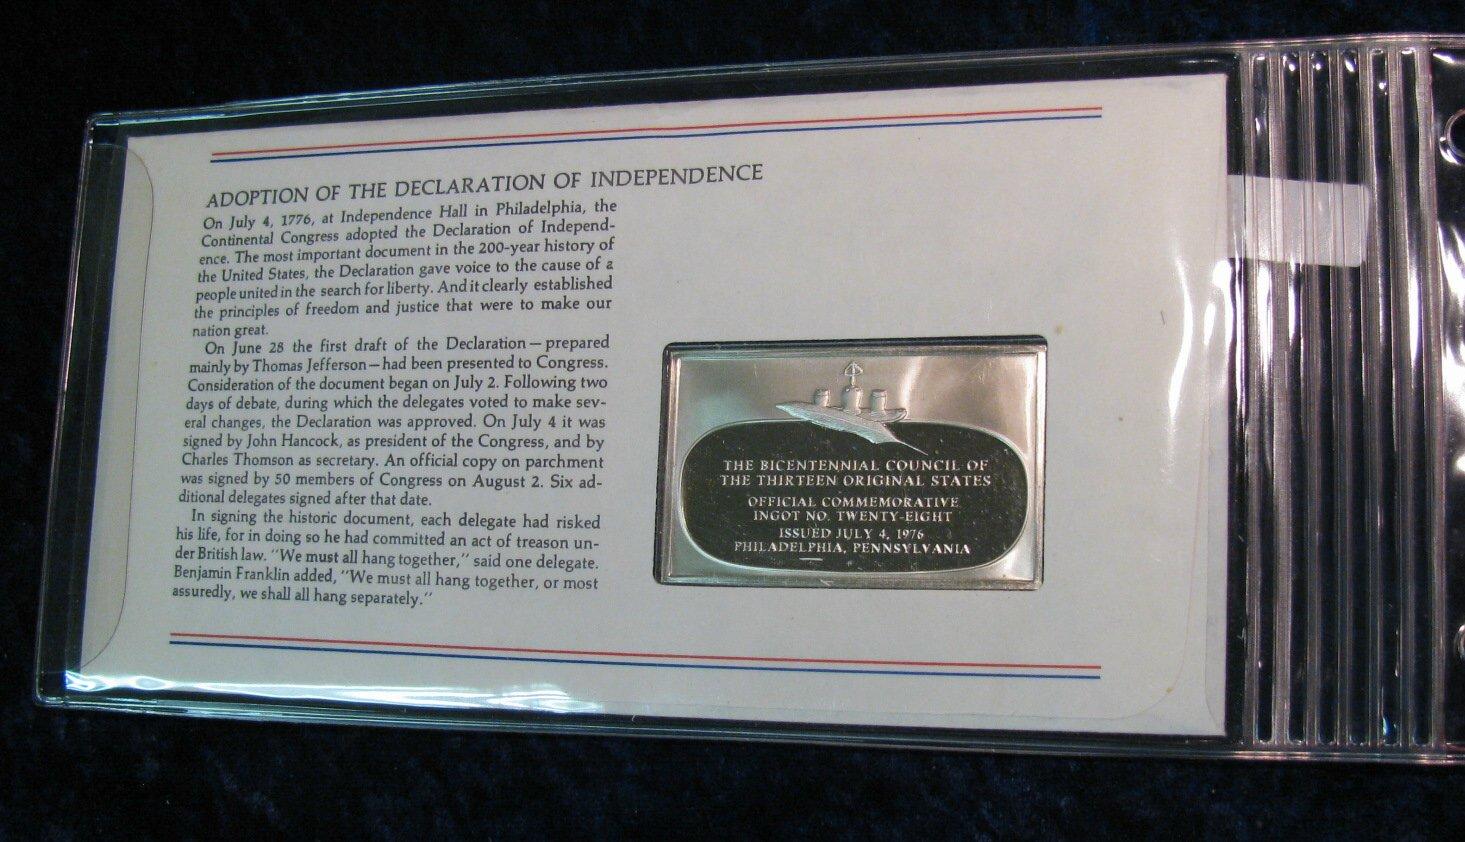 ADOPTION OF THE DECLARATION OF INDEPENDENCE
On July 4, 1776, at Independence Hall in Philadelphia, the
Continental Congress adopted the Declaration of Independ-
ence. The most important document in the 200-year history of
the United States, the Declaration gave voice to the cause of a
people united in the search for liberty. And it clearly established
the principles of freedom and justice that were to make our
nation great.
On June 28 the first draft of the Declaration—prepared
mainly by Thomas Jefferson—had been presented to Congress.
Consideration of the document began on July 2. Following two
days of debate, during which the delegates voted to make sev-
eral changes, the Declaration was approved. On July 4 it was
signed by John Hancock, as president of the Congress, and by
Charles Thomson as secretary. An official copy on parchment
was signed by 50 members of Congress on August 2. Six ad-
ditional delegates signed after that date.
In signing the historic document, each delegate had risked
his life, for in doing so he had committed an act of treason un-
der British law. "We must all hang together," said one delegate.
Benjamin Franklin added, "We must all hang together, or most
assuredly, we shall all hang separately."
THE BICENTENNIAL COUNCIL OF
THE THIRTEEN ORIGINAL STATES
OFFICIAL COMMEMORATIVE
INGOT NO. TWENTY-EIGHT
ISSUED JULY 4, 1976
PHILADELPHIA, PENNSYLVANIA